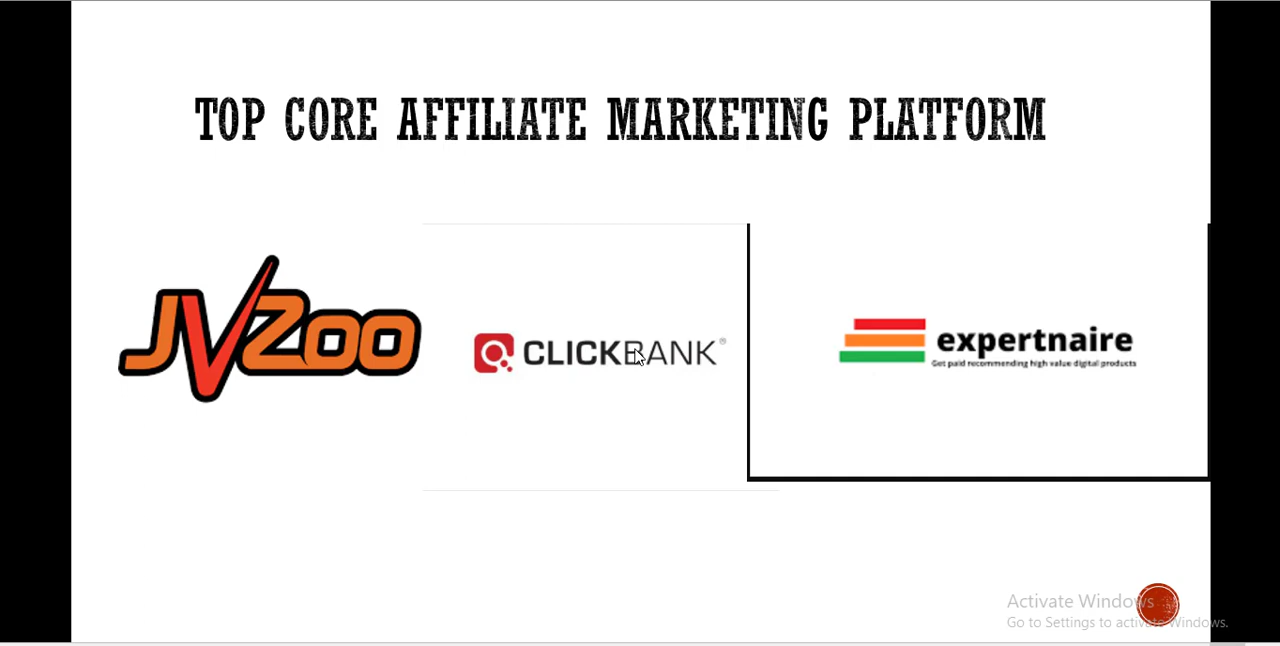 TOP CORE AFFILIATE MARKETING PLATFORM
JVZoo
CLICKBANK®
expertnaire
Get paid recommending high value digital products
Activate Windows
Go to Settings to activate Windows.